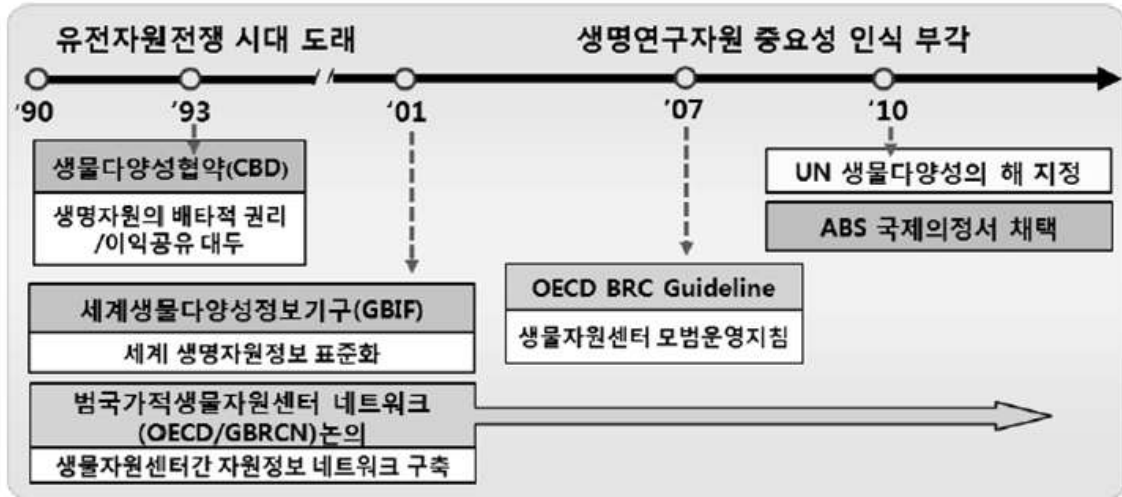 유전자원전쟁 시대 도래
생명연구자원 중요성 인식 부각
‘90
‘93
‘01
’07
‘10
생물다양성협약(CBD)
생명자원의 배타적 권리
/이익공유 대두
UN 생물다양성의 해 지정
ABS 국제의정서 채택
세계생물다양성정보기구(GBIF)
세계 생명자원정보 표준화
OECD BRC Guideline
생물자원센터 모범운영지침
범국가적생물자원센터 네트워크
(OECD/GBRCN)논의
생물자원센터간 자원정보 네트워크 구축